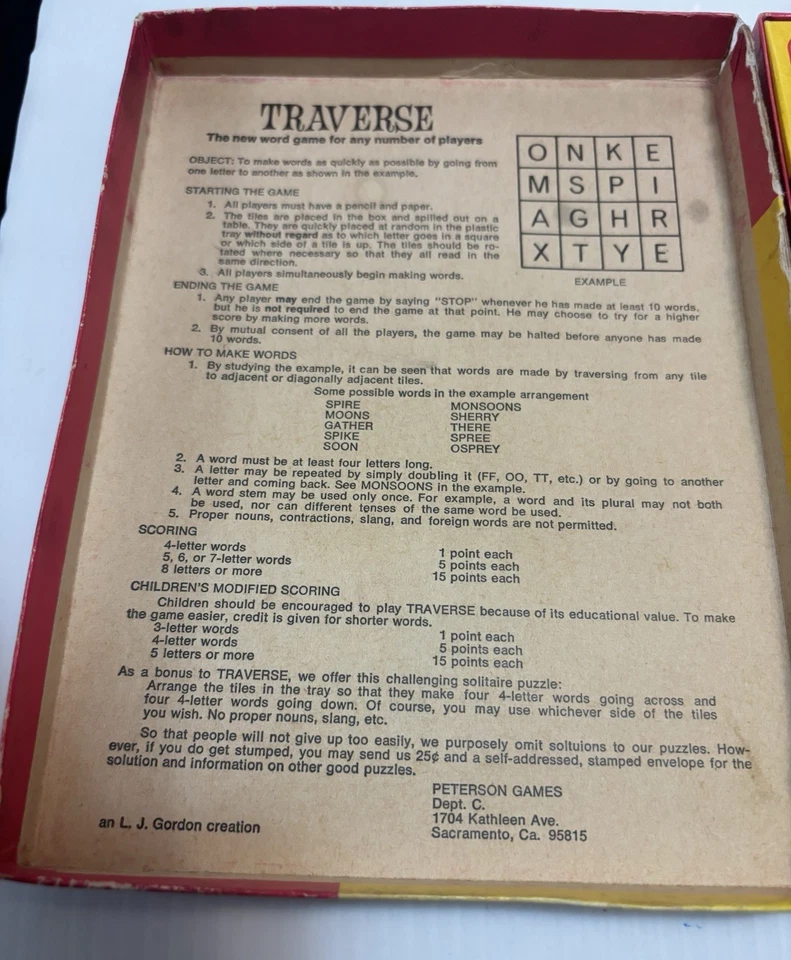 TRAVERSE
The new word game for any number of players
OBJECT: To make words as quickly as possible by going from
one letter to another as shown in the example.
STARTING THE GAME
1. All players must have a pencil and paper.
2. The tiles are placed in the box and spilled out on a
table. They are quickly placed at random in the plastic
tray without regard as to which letter goes in a square
or which side of a tile is up. The tiles should be ro-
tated where necessary so that they all read in the
same direction.
3. All players simultaneously begin making words.
O N K E
M S P I
A G H R
X T Y E
EXAMPLE
ENDING THE GAME
1. Any player may end the game by saying "STOP" whenever he has made at least 10 words,
but he is not required to end the game at that point. He may choose to try for a higher
score by making more words.
2. By mutual consent of all the players, the game may be halted before anyone has made
10 words.
HOW TO MAKE WORDS
1. By studying the example, it can be seen that words are made by traversing from any tile
to adjacent or diagonally adjacent tiles.
Some possible words in the example arrangement
SPIRE MONSOONS
MOONS SHERRY
GATHER THERE
SPIKE SPREE
SOON OSPREY
2. A word must be at least four letters long.
3. A letter may be repeated by simply doubling it (FF, OO, TT, etc.) or by going to another
letter and coming back. See MONSOONS in the example.
4. A word stem may be used only once. For example, a word and its plural may not both
be used, nor can different tenses of the same word be used.
5. Proper nouns, contractions, slang, and foreign words are not permitted.
SCORING
4-letter words 1 point each
5, 6, or 7-letter words 5 points each
8 letters or more 15 points each
CHILDREN'S MODIFIED SCORING
Children should be encouraged to play TRAVERSE because of its educational value. To make
the game easier, credit is given for shorter words.
3-letter words 1 point each
4-letter words 5 points each
5 letters or more 15 points each
As a bonus to TRAVERSE, we offer this challenging solitaire puzzle:
Arrange the tiles in the tray so that they make four 4-letter words going across and
four 4-letter words going down. Of course, you may use whichever side of the tiles
you wish. No proper nouns, slang, etc.
So that people will not give up too easily, we purposely omit soltuions to our puzzles. How-
ever, if you do get stumped, you may send us 25¢ and a self-addressed, stamped envelope for the
solution and information on other good puzzles.
PETERSON GAMES
Dept. C.
1704 Kathleen Ave.
Sacramento, Ca. 95815
an L. J. Gordon creation